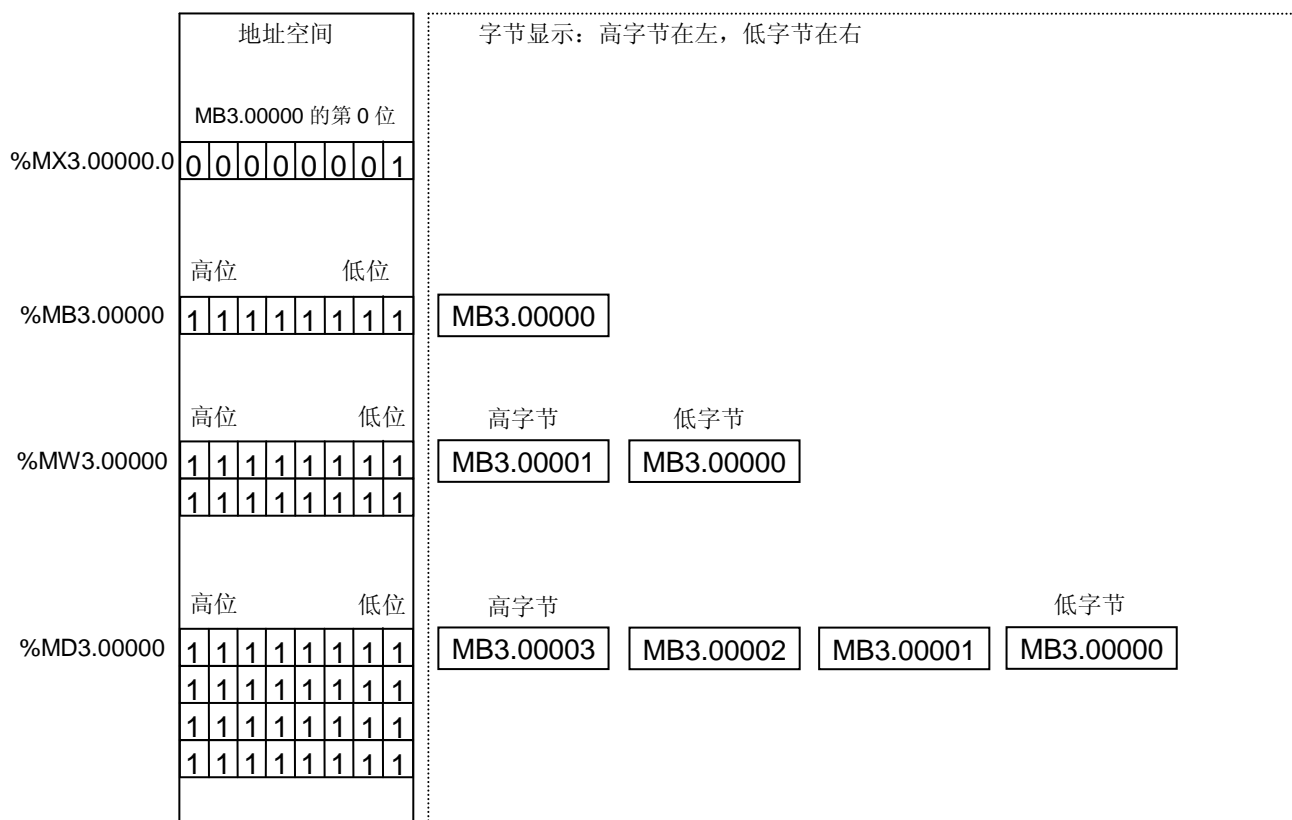 地址空间
字节显示：高字节在左，低字节在右
MB3.00000 的第 0 位
%MX3.00000.0 0 0 0 0 0 0 0 1
高位 低位
%MB3.00000 1 1 1 1 1 1 1 1 MB3.00000
高位 低位 高字节 低字节
%MW3.00000 1 1 1 1 1 1 1 1 MB3.00001 MB3.00000
1 1 1 1 1 1 1 1
高位 低位 高字节 低字节
%MD3.00000 1 1 1 1 1 1 1 1 MB3.00003 MB3.00002 MB3.00001 MB3.00000
1 1 1 1 1 1 1 1
1 1 1 1 1 1 1 1
1 1 1 1 1 1 1 1